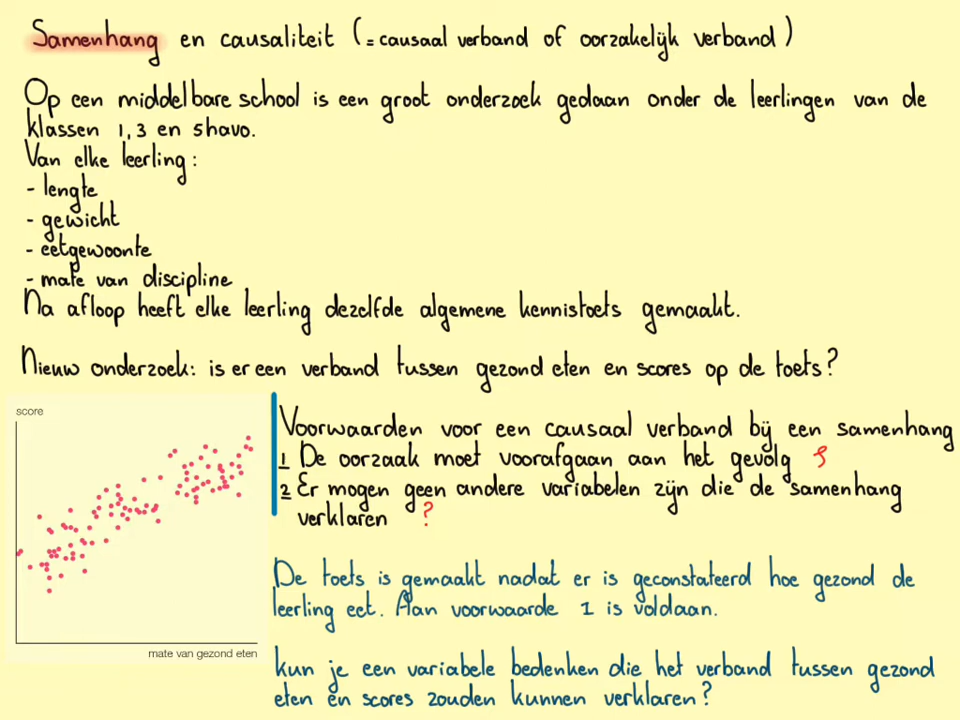 Samenhang en causaliteit (= causaal verband of oorzakelijk verband)
Op een middelbare school is een groot onderzoek gedaan onder de leerlingen van de
klassen 1, 3 en 5havo.
Van elke leerling:
- lengte
- gewicht
- eetgewoonte
- mate van discipline
Na afloop heeft elke leerling dezelfde algemene kennistoets gemaakt.
Nieuw onderzoek: is er een verband tussen gezond eten en scores op de toets?
score
mate van gezond eten
Voorwaarden voor een causaal verband bij een samenhang
1 De oorzaak moet voorafgaan aan het gevolg
2 Er mogen geen andere variabelen zijn die de samenhang
verklaren ?
De toets is gemaakt nadat er is geconstateerd hoe gezond de
leerling eet. Aan voorwaarde 1 is voldaan.
kun je een variabele bedenken die het verband tussen gezond
eten en scores zouden kunnen verklaren?